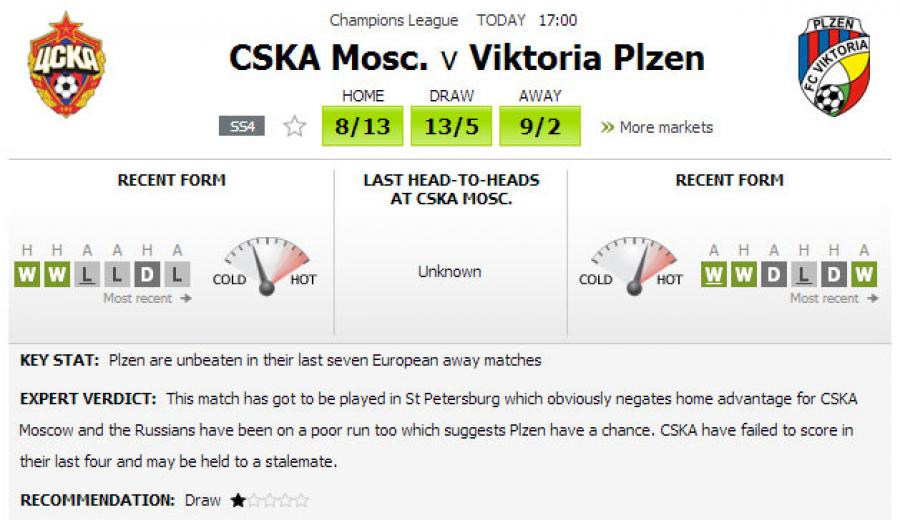 Champions League TODAY 17:00
CSKA Mosc. v Viktoria Plzen
ЦСКА
PLZEŇ
FC VIKTORIA
HOME DRAW AWAY
SS4 8/13 13/5 9/2 » More markets
RECENT FORM
H H A A H A
W W L L D L
Most recent
COLD HOT
LAST HEAD-TO-HEADS
AT CSKA MOSC.
Unknown
RECENT FORM
COLD HOT
A H A H H A
W W D L D W
Most recent
KEY STAT: Plzen are unbeaten in their last seven European away matches
EXPERT VERDICT: This match has got to be played in St Petersburg which obviously negates home advantage for CSKA
Moscow and the Russians have been on a poor run too which suggests Plzen have a chance. CSKA have failed to score in
their last four and may be held to a stalemate.
RECOMMENDATION: Draw